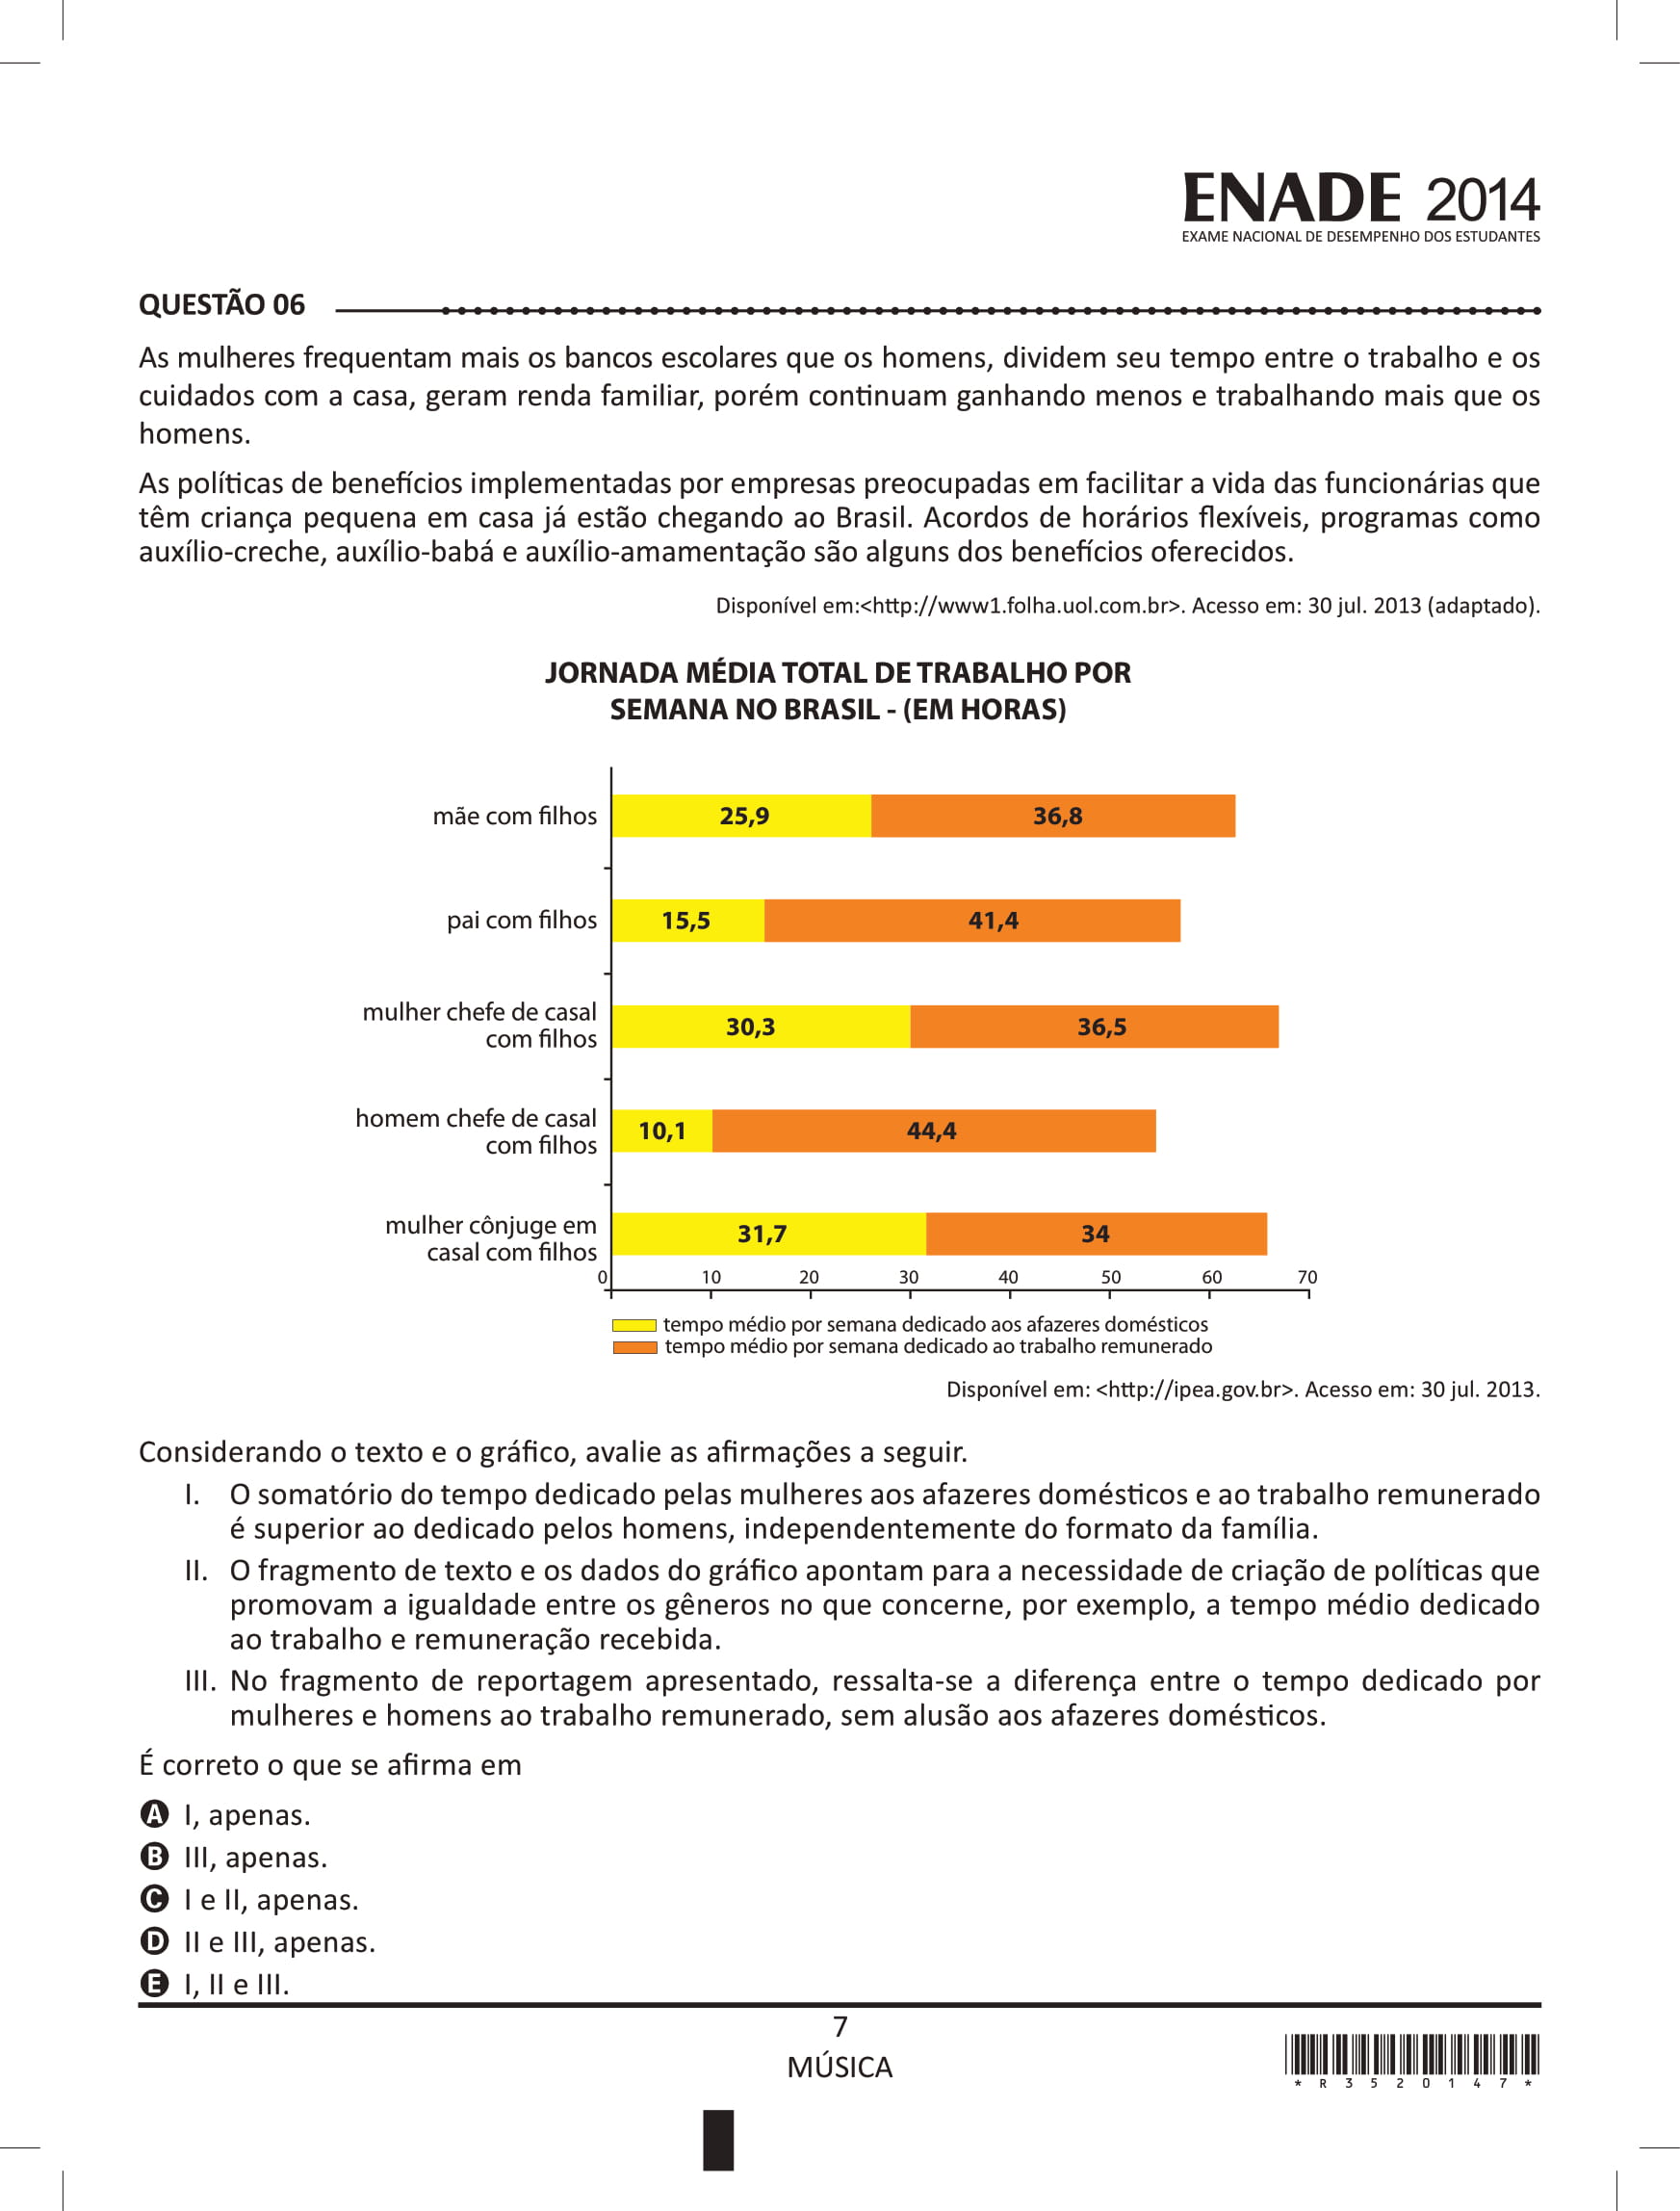 ENADE 2014
EXAME NACIONAL DE DESEMPENHO DOS ESTUDANTES
QUESTÃO 06
As mulheres frequentam mais os bancos escolares que os homens, dividem seu tempo entre o trabalho e os
cuidados com a casa, geram renda familiar, porém continuam ganhando menos e trabalhando mais que os
homens.
As políticas de benefícios implementadas por empresas preocupadas em facilitar a vida das funcionárias que
têm criança pequena em casa já estão chegando ao Brasil. Acordos de horários flexíveis, programas como
auxílio-creche, auxílio-babá e auxílio-amamentação são alguns dos benefícios oferecidos.
Disponível em:<http://www1.folha.uol.com.br>. Acesso em: 30 jul. 2013 (adaptado).
JORNADA MÉDIA TOTAL DE TRABALHO POR
SEMANA NO BRASIL - (EM HORAS)
mãe com filhos 25,9 36,8
pai com filhos 15,5 41,4
mulher chefe de casal
com filhos 30,3 36,5
homem chefe de casal
com filhos 10,1 44,4
mulher cônjuge em
casal com filhos 31,7 34
0 10 20 30 40 50 60 70
tempo médio por semana dedicado aos afazeres domésticos
tempo médio por semana dedicado ao trabalho remunerado
Disponível em: <http://ipea.gov.br>. Acesso em: 30 jul. 2013.
Considerando o texto e o gráfico, avalie as afirmações a seguir.
I. O somatório do tempo dedicado pelas mulheres aos afazeres domésticos e ao trabalho remunerado
é superior ao dedicado pelos homens, independentemente do formato da família.
II. O fragmento de texto e os dados do gráfico apontam para a necessidade de criação de políticas que
promovam a igualdade entre os gêneros no que concerne, por exemplo, a tempo médio dedicado
ao trabalho e remuneração recebida.
III. No fragmento de reportagem apresentado, ressalta-se a diferença entre o tempo dedicado por
mulheres e homens ao trabalho remunerado, sem alusão aos afazeres domésticos.
É correto o que se afirma em
A I, apenas.
B III, apenas.
C I e II, apenas.
D II e III, apenas.
E I, II e III.
7
MÚSICA
* R 3 5 2 0 1 4 7 *